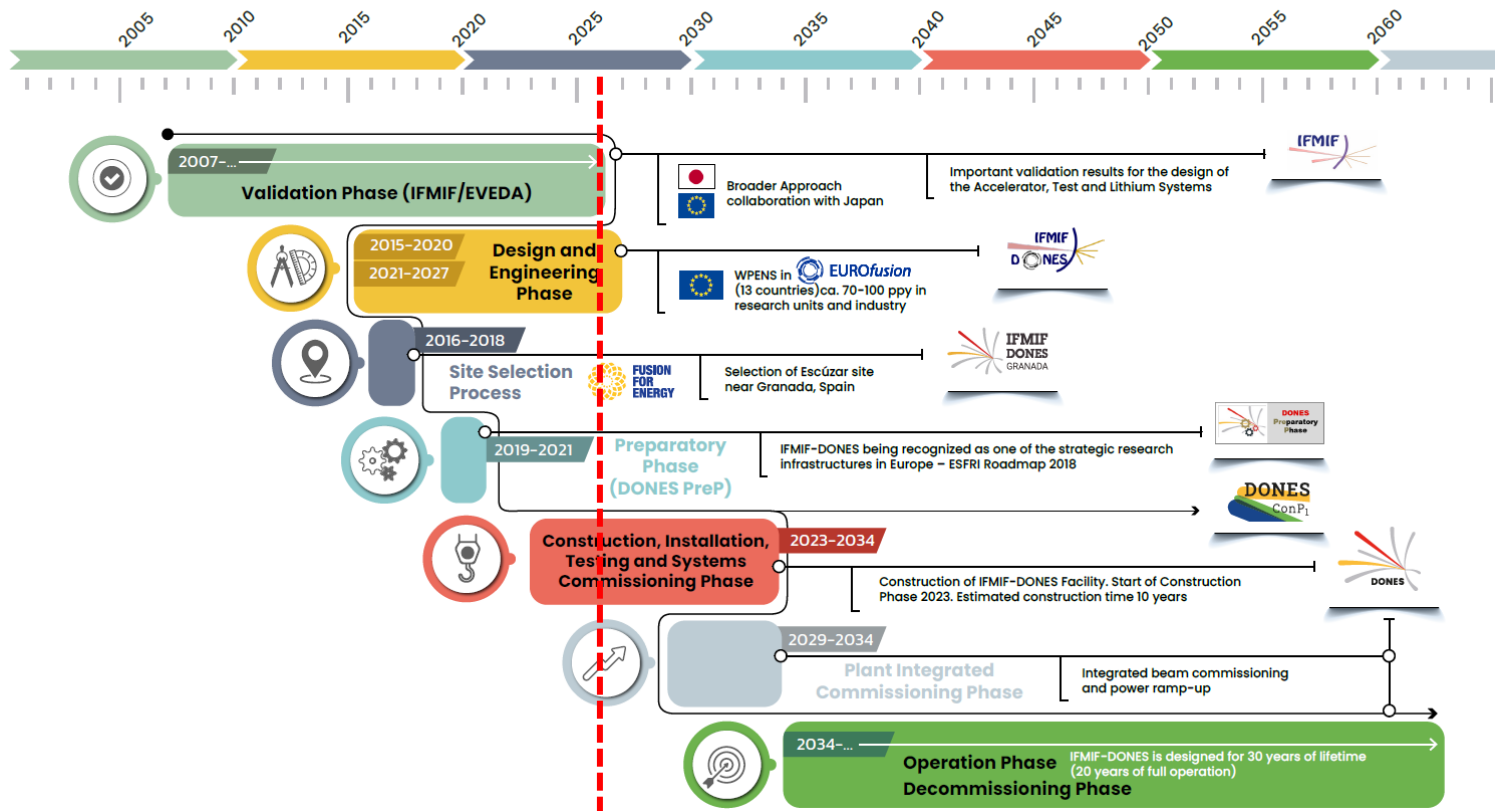 2005
2010
2015
2020
2025
2030
2035
2040
2045
2050
2055
2060
2007-...
Validation Phase (IFMIF/EVEDA)
Broader Approach
collaboration with Japan
Important validation results for the design of
the Accelerator, Test and Lithium Systems
IFMIF
2015-2020
2021-2027
Design and
Engineering
Phase
WPENS in EUROfusion
(13 countries)ca. 70-100 ppy in
research units and industry
IFMIF
DONES
2016-2018
Site Selection
Process
FUSION
FOR
ENERGY
Selection of Escúzar site
near Granada, Spain
IFMIF
DONES
GRANADA
2019-2021
Preparatory
Phase
(DONES PreP)
IFMIF-DONES being recognized as one of the strategic research
infrastructures in Europe – ESFRI Roadmap 2018
DONES
Preparatory
Phase
DONES
ConP1
Construction, Installation,
Testing and Systems
Commissioning Phase
2023-2034
Construction of IFMIF-DONES Facility. Start of Construction
Phase 2023. Estimated construction time 10 years
DONES
2029-2034
Plant Integrated
Commissioning Phase
Integrated beam commissioning
and power ramp-up
2034-...
Operation Phase
IFMIF-DONES is designed for 30 years of lifetime
(20 years of full operation)
Decommissioning Phase